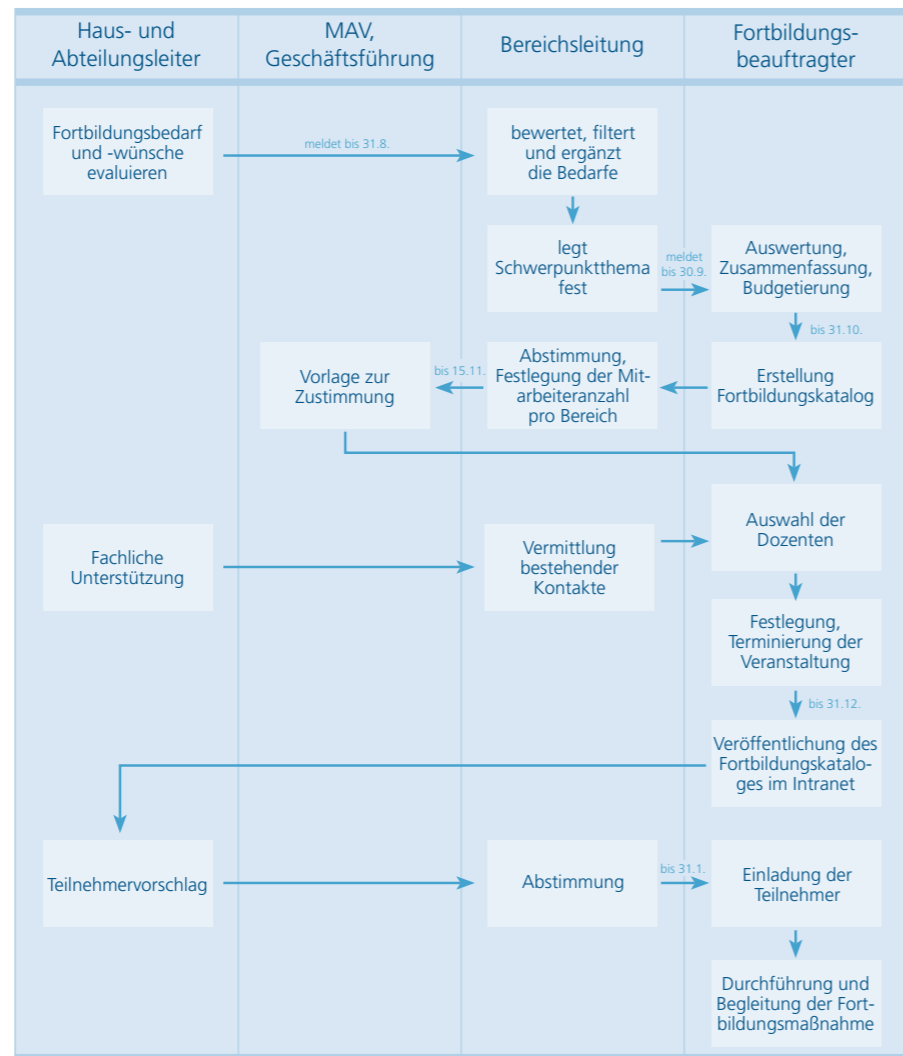 Haus- und
Abteilungsleiter
MAV,
Geschäftsführung
Bereichsleitung
Fortbildungs-
beauftragter
Fortbildungsbedarf
und -wünsche
evaluieren
meldet bis 31.8.
bewertet, filtert
und ergänzt
die Bedarfe
legt
Schwerpunktthema
fest
meldet
bis 30.9.
Auswertung,
Zusammenfassung,
Budgetierung
bis 31.10.
Vorlage zur
Zustimmung
bis 15.11.
Abstimmung,
Festlegung der Mit-
arbeiteranzahl
pro Bereich
Erstellung
Fortbildungskatalog
Auswahl der
Dozenten
Fachliche
Unterstützung
Vermittlung
bestehender
Kontakte
Festlegung,
Terminierung der
Veranstaltung
bis 31.12.
Veröffentlichung des
Fortbildungskatalo-
ges im Intranet
Teilnehmervorschlag
Abstimmung
bis 31.1.
Einladung der
Teilnehmer
Durchführung und
Begleitung der Fort-
bildungsmaßnahme